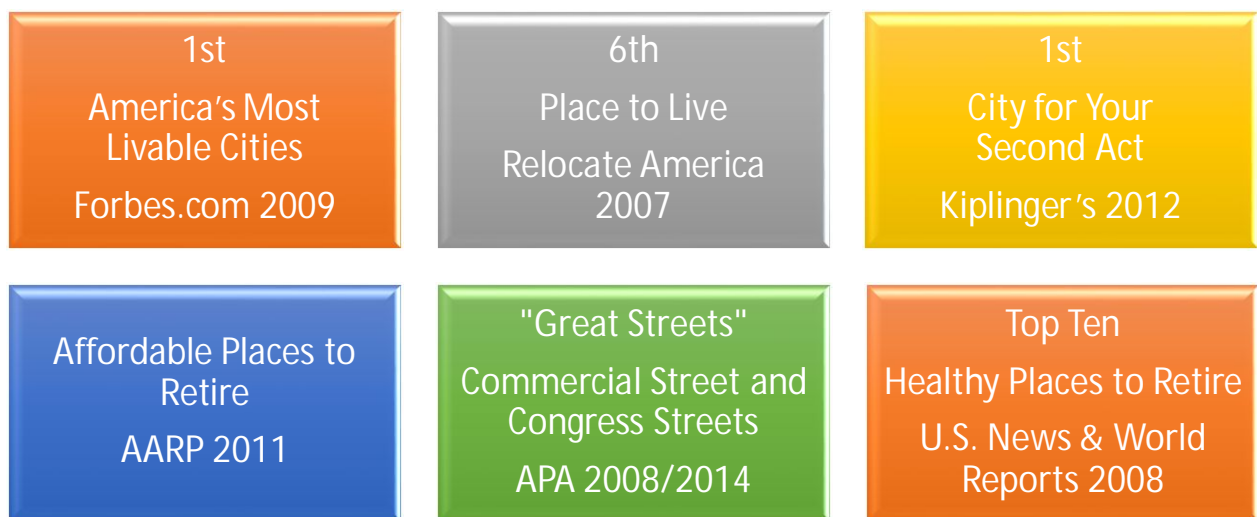 1st
America's Most
Livable Cities
Forbes.com 2009
6th
Place to Live
Relocate America
2007
1st
City for Your
Second Act
Kiplinger's 2012
Affordable Places to
Retire
AARP 2011
"Great Streets"
Commercial Street and
Congress Streets
APA 2008/2014
Top Ten
Healthy Places to Retire
U.S. News & World
Reports 2008